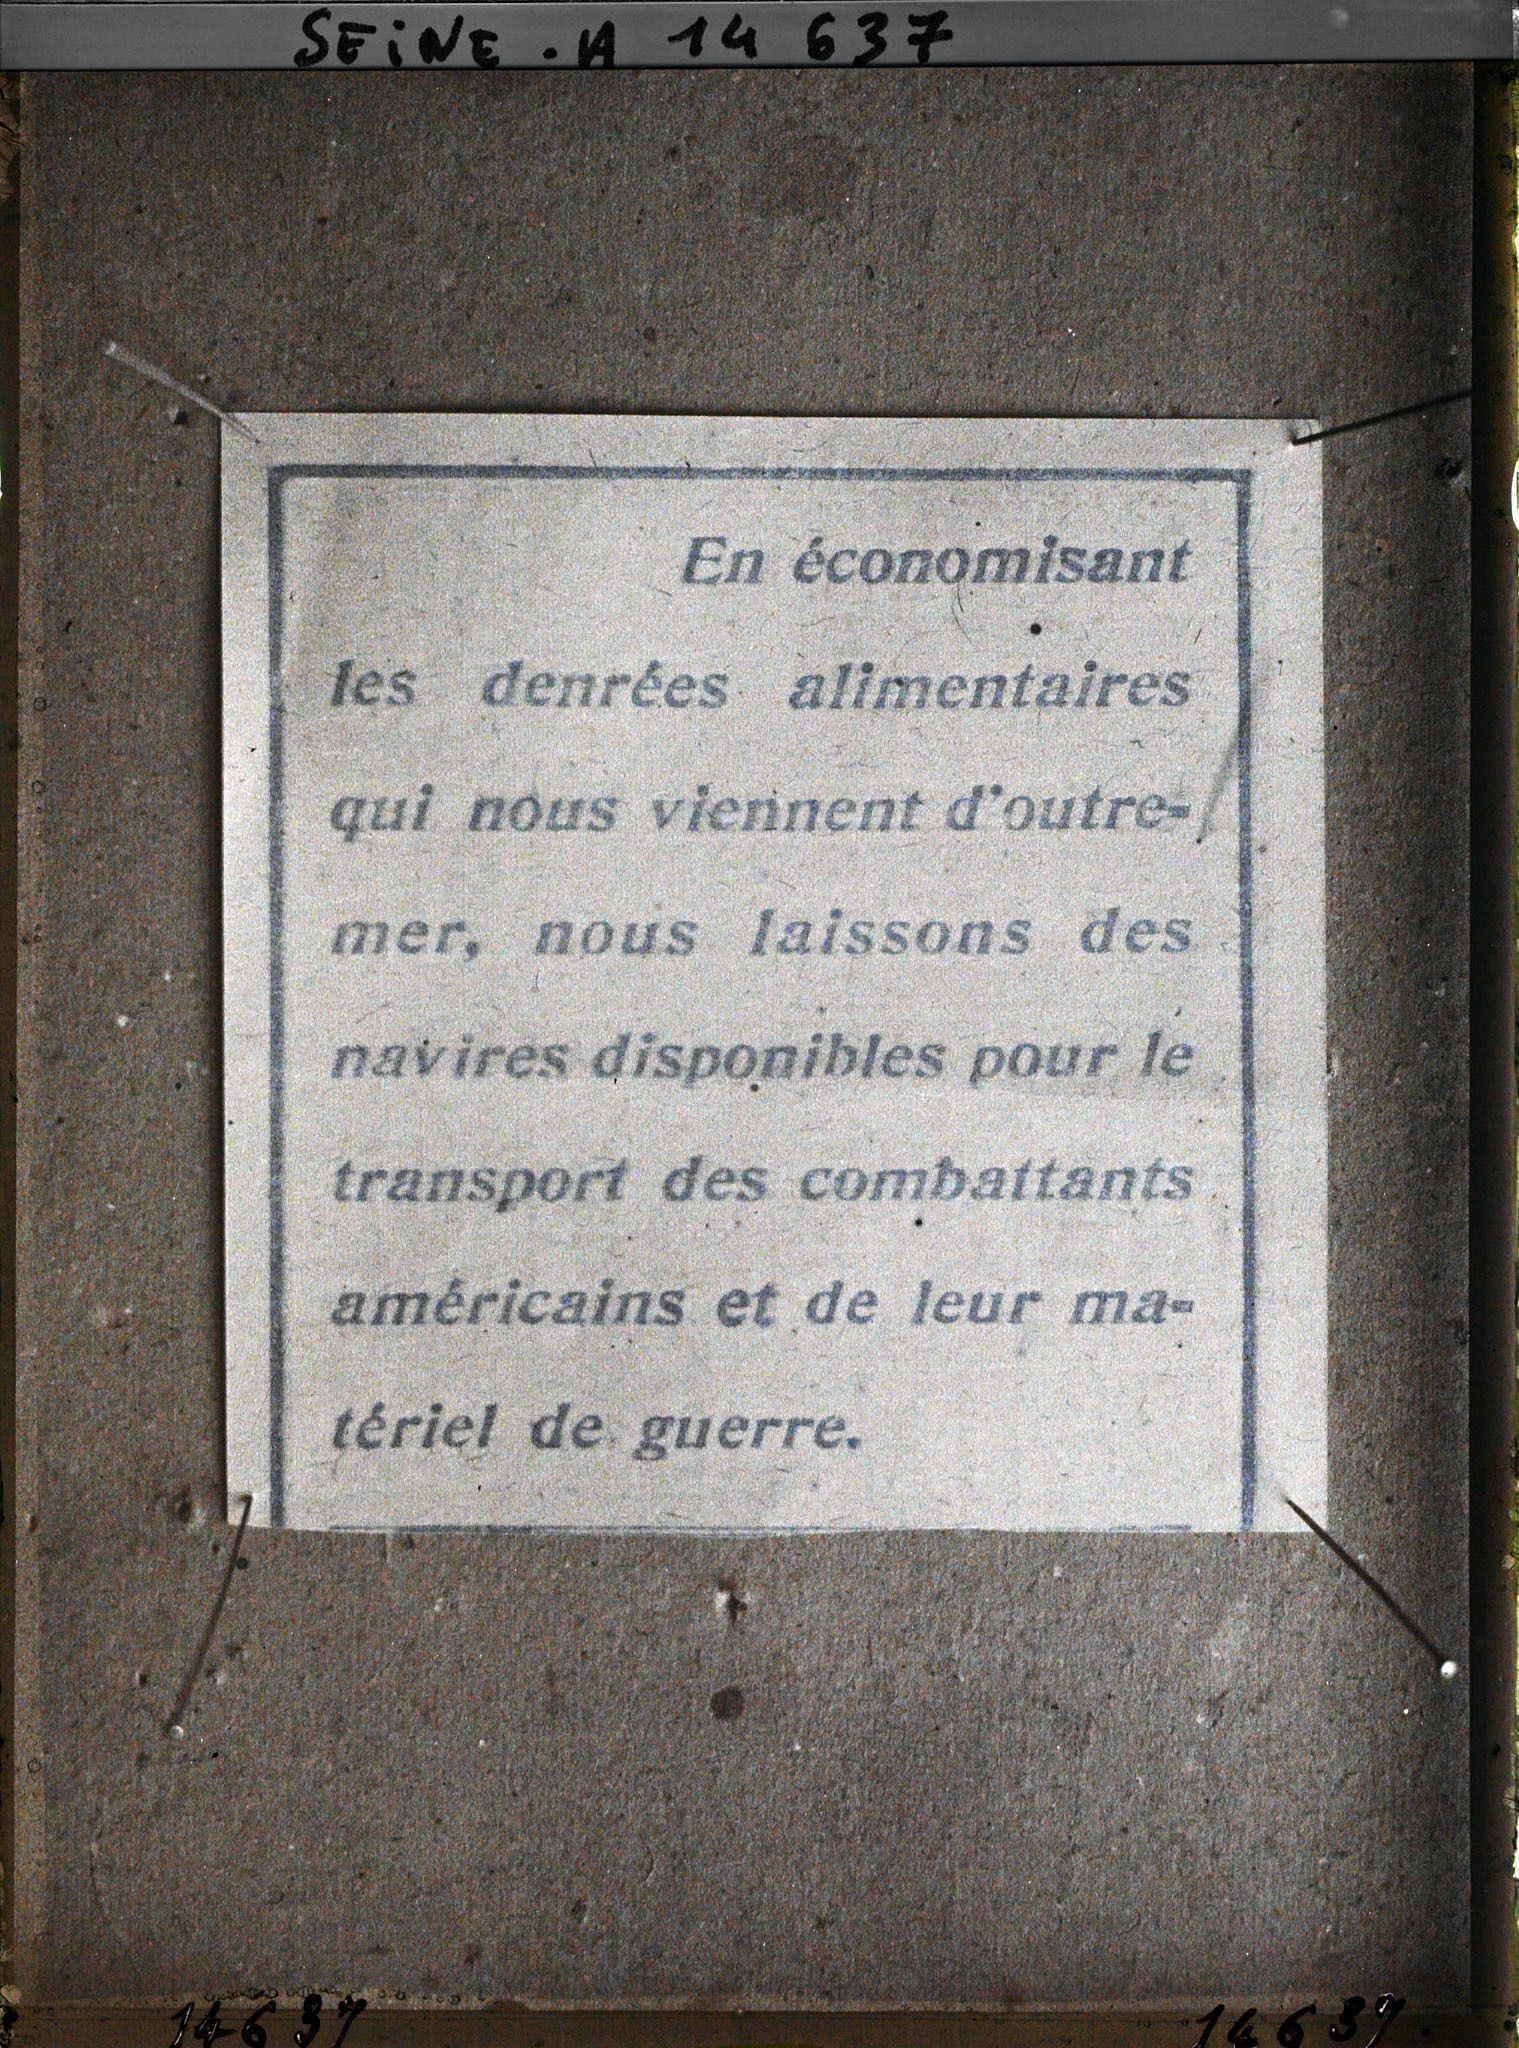 SEINE . A 14 637
En économisant
les denrées alimentaires
qui nous viennent d'outre-
mer, nous laissons des
navires disponibles pour le
transport des combattants
américains et de leur ma-
tériel de guerre.
14637
14637.